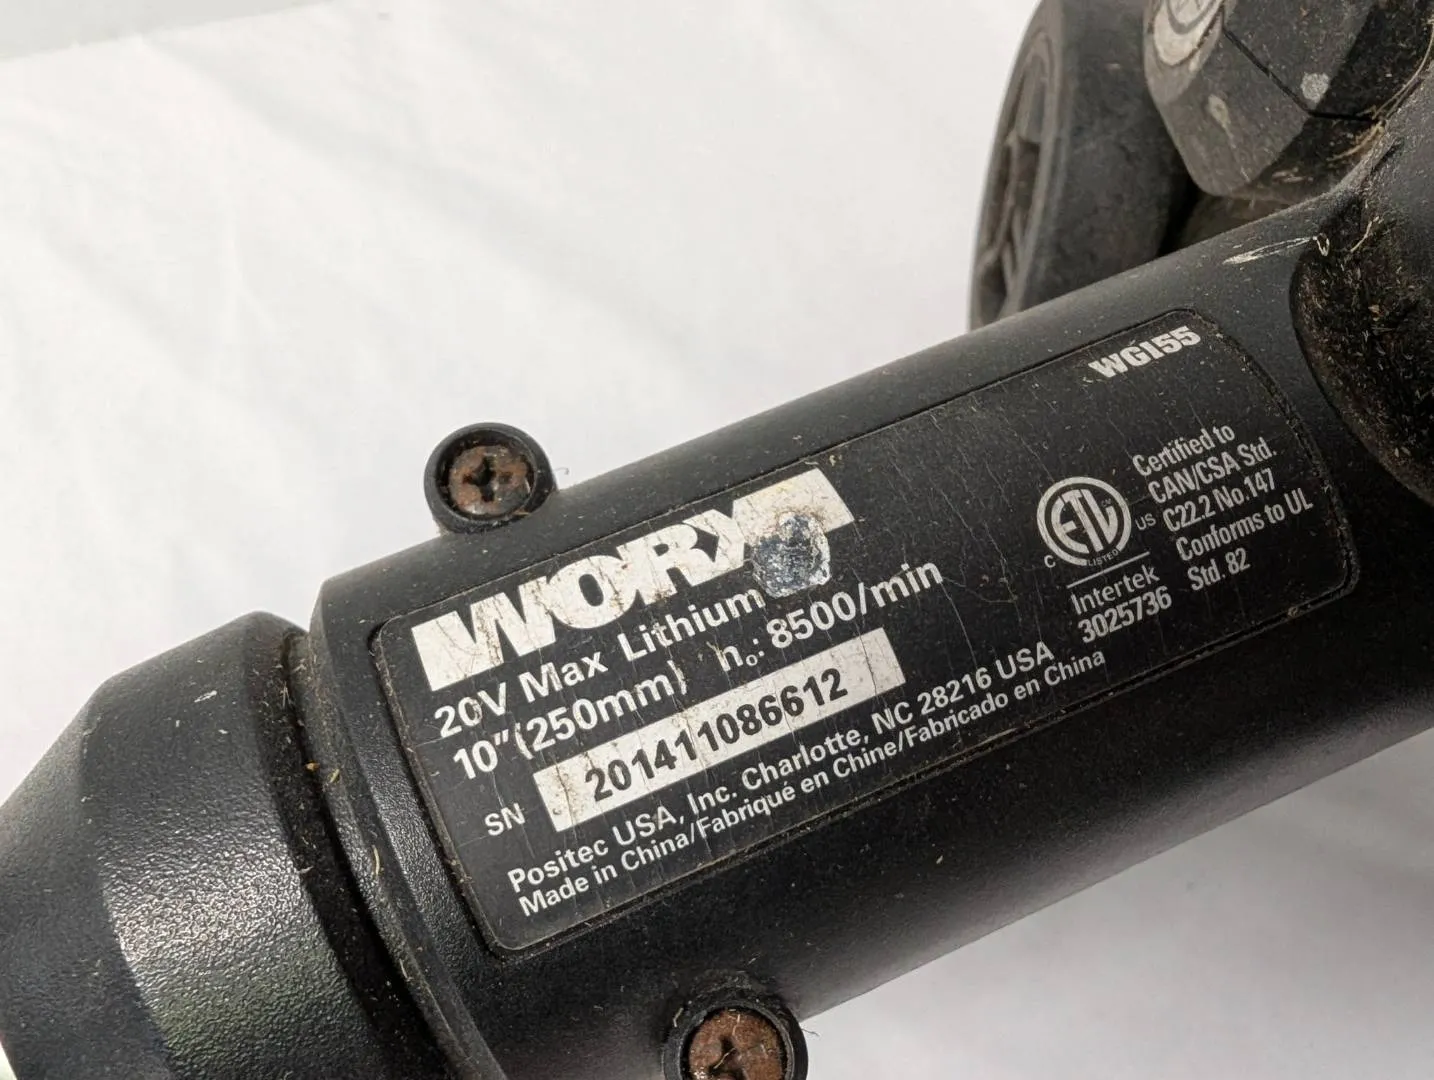 WG155
WORX
20V Max Lithium
10"(250mm) n₀: 8500/min
SN 201411086612
Positec USA, Inc. Charlotte, NC 28216 USA
Made in China/Fabriqué en Chine/Fabricado en China
ETL
C US
LISTED
Intertek
3025736
Certified to
CAN/CSA Std.
C22.2 No.147
Conforms to UL
Std. 82